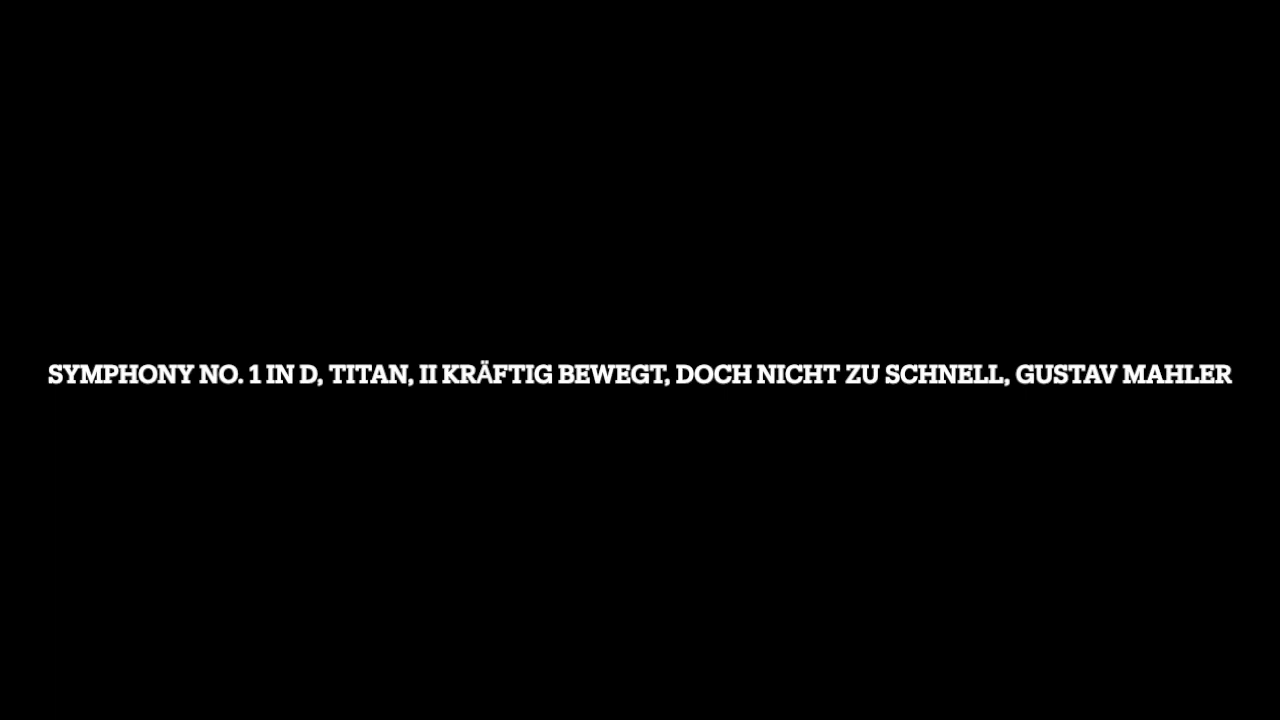 SYMPHONY NO. 1 IN D, TITAN, II KRÄFTIG BEWEGT, DOCH NICHT ZU SCHNELL, GUSTAV MAHLER